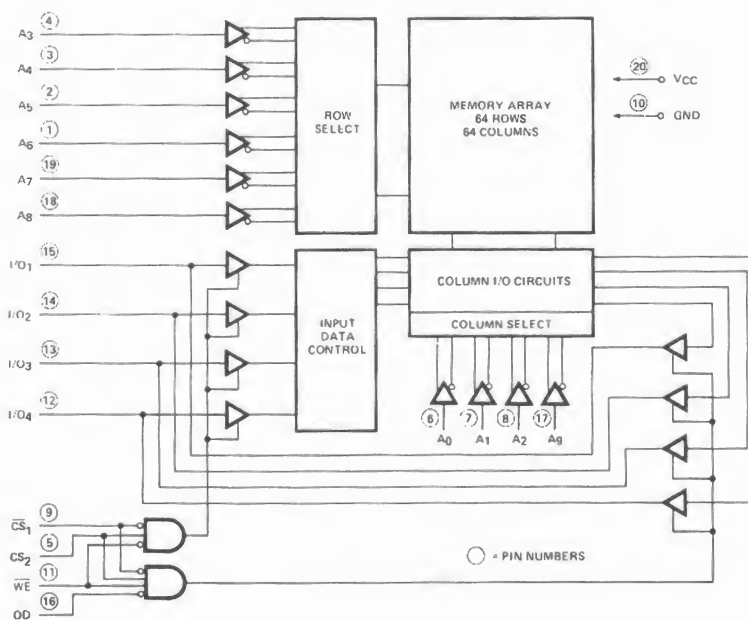 A3 4
A4 3
A5 2
A6 1
A7 19
A8 18
ROW
SELECT
MEMORY ARRAY
64 ROWS
64 COLUMNS
20 VCC
10 GND
I/O1 15
I/O2 14
I/O3 13
I/O4 12
INPUT
DATA
CONTROL
COLUMN I/O CIRCUITS
COLUMN SELECT
6 7 8 17
A0 A1 A2 A9
C̅S̅1 9
CS2 5
W̅E̅ 11
OD 16
= PIN NUMBERS